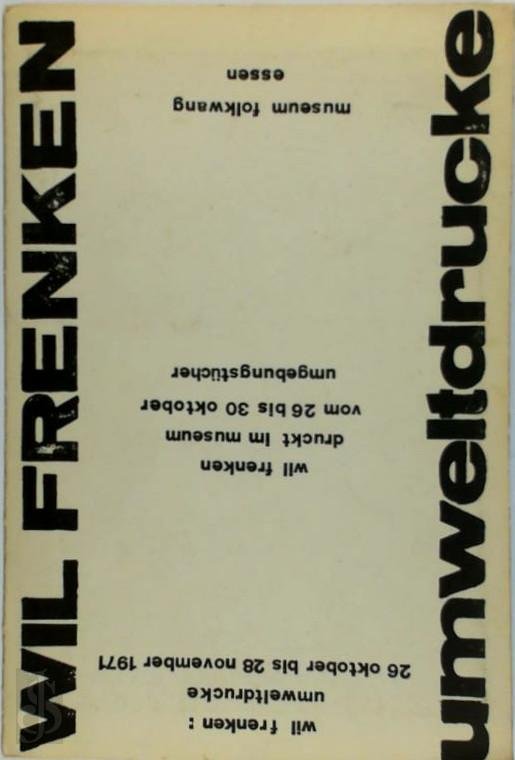 WIL FRENKEN
umweltdrucke
wil frenken :
umweltdrucke
26 oktober bis 28 november 1971
wil frenken
druckt im museum
vom 26 bis 30 oktober
umgebungstücher
museum folkwang
essen